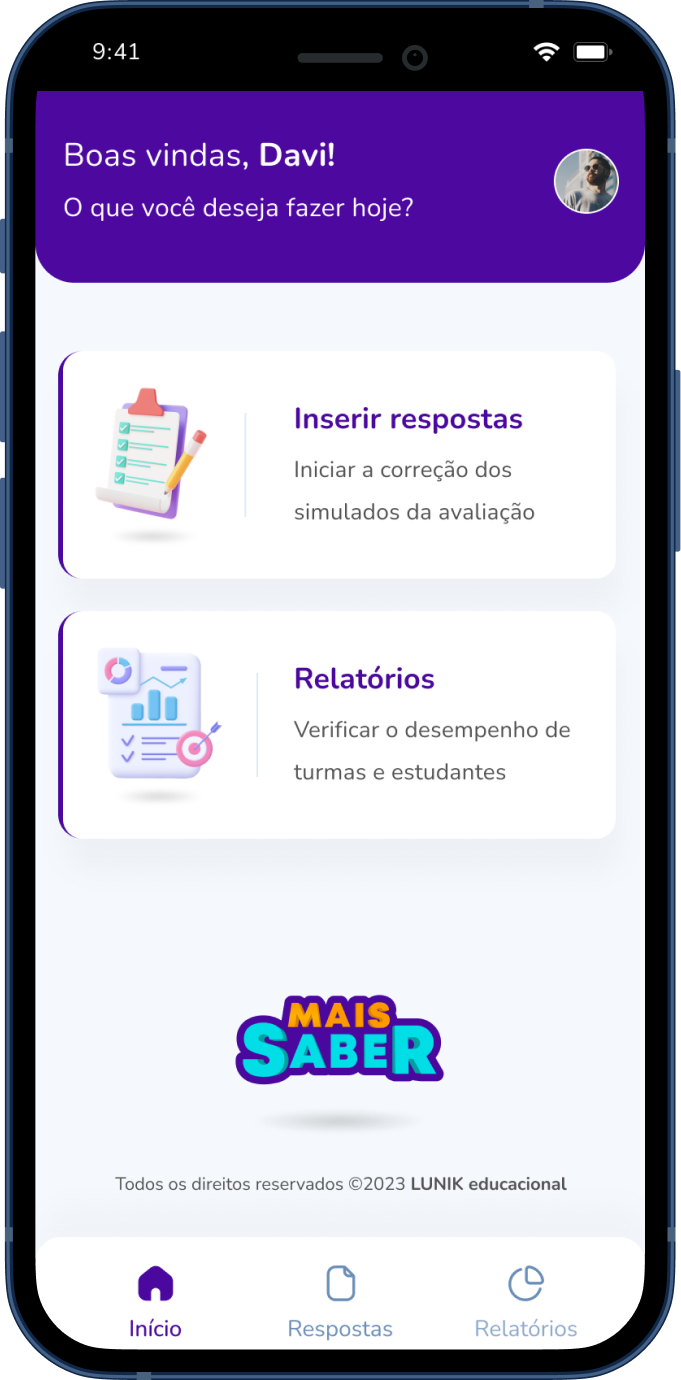 9:41
Boas vindas, Davi!
O que você deseja fazer hoje?
Inserir respostas
Iniciar a correção dos
simulados da avaliação
Relatórios
Verificar o desempenho de
turmas e estudantes
MAIS
SABER
Todos os direitos reservados ©2023 LUNIK educacional
Início
Respostas
Relatórios